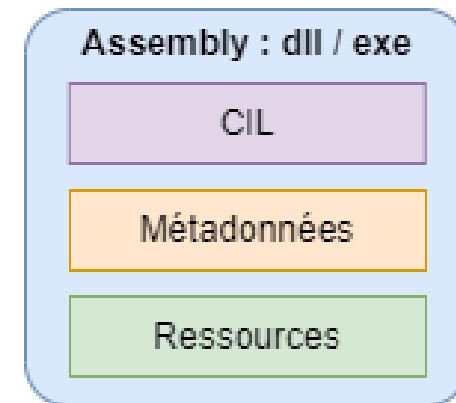 Assembly : dll / exe
CIL
Métadonnées
Ressources